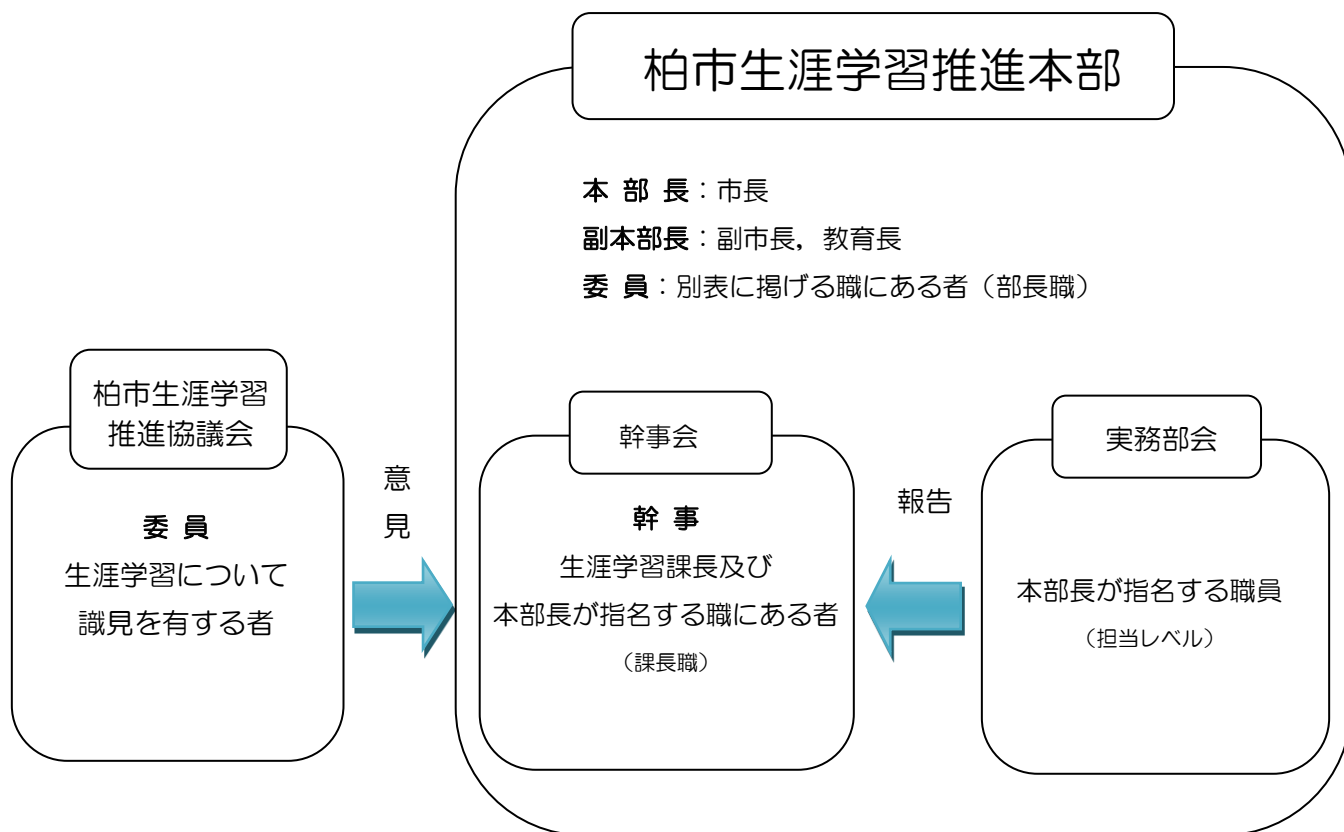 柏市生涯学習推進本部
本 部 長：市長
副本部長：副市長，教育長
委 員：別表に掲げる職にある者（部長職）
柏市生涯学習
推進協議会
委 員
生涯学習について
識見を有する者
意
見
幹事会
幹 事
生涯学習課長及び
本部長が指名する職にある者
（課長職）
報告
実務部会
本部長が指名する職員
（担当レベル）